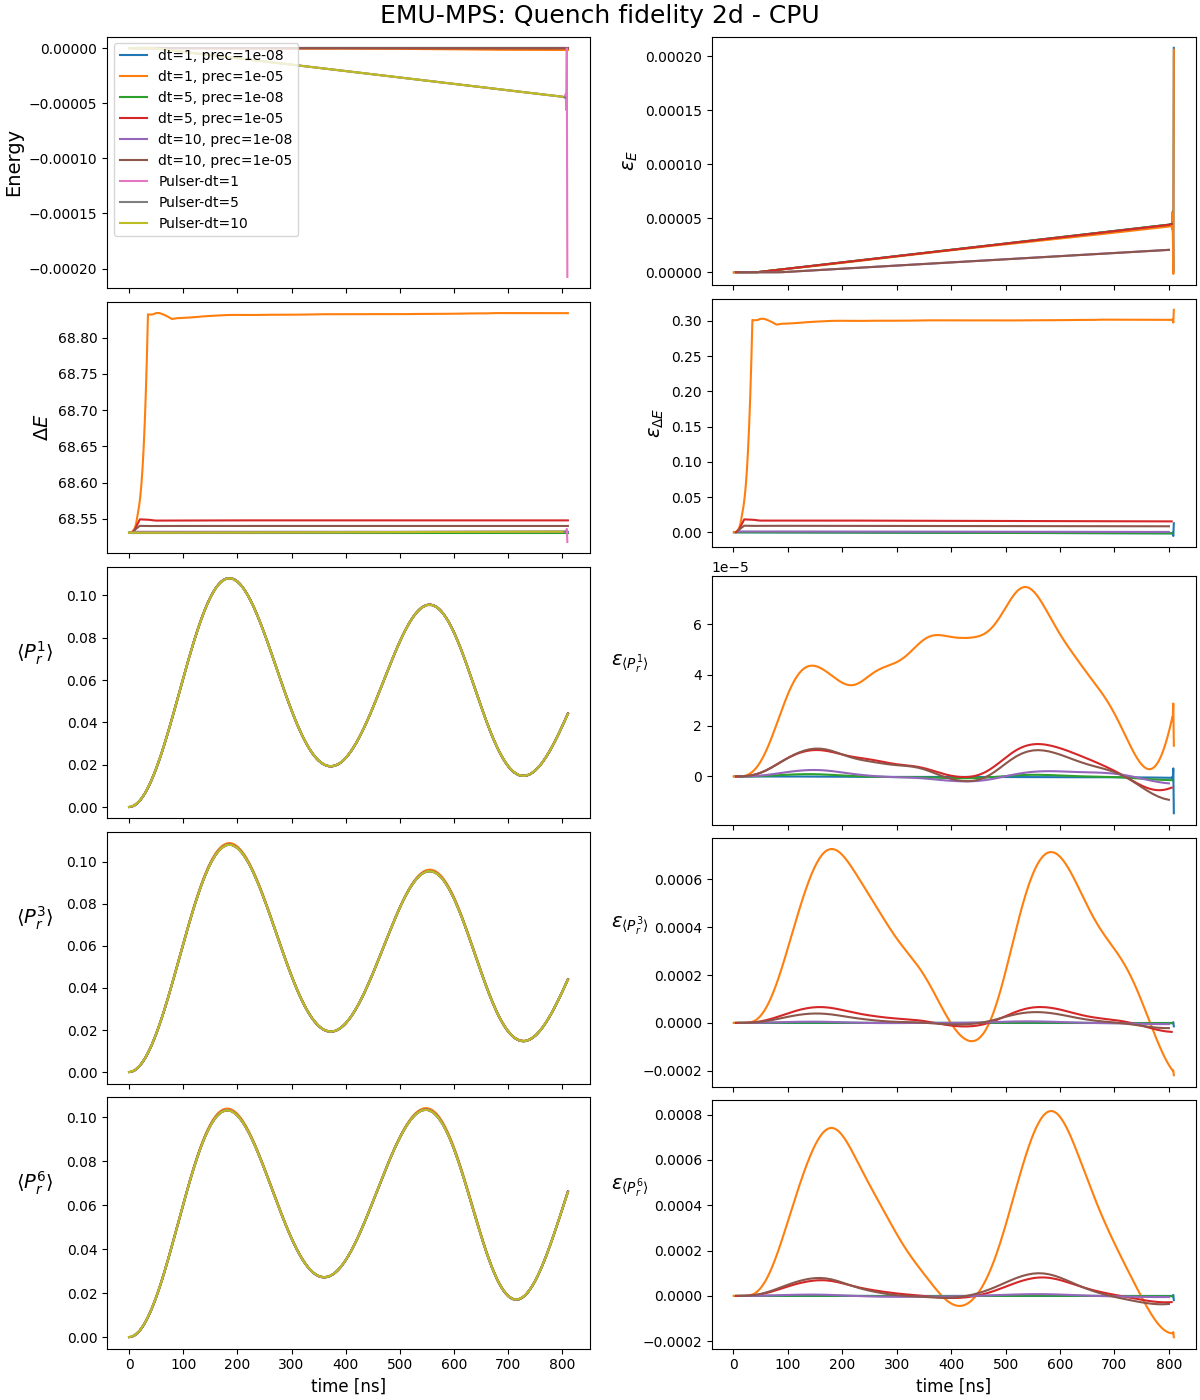 EMU-MPS: Quench fidelity 2d - CPU
Energy
0.00000
−0.00005
−0.00010
−0.00015
−0.00020
dt=1, prec=1e-08
dt=1, prec=1e-05
dt=5, prec=1e-08
dt=5, prec=1e-05
dt=10, prec=1e-08
dt=10, prec=1e-05
Pulser-dt=1
Pulser-dt=5
Pulser-dt=10
ε_E
0.00020
0.00015
0.00010
0.00005
0.00000
ΔE
68.80
68.75
68.70
68.65
68.60
68.55
ε_ΔE
0.30
0.25
0.20
0.15
0.10
0.05
0.00
⟨P_r^1⟩
0.10
0.08
0.06
0.04
0.02
0.00
ε_⟨P_r^1⟩
1e−5
6
4
2
0
⟨P_r^3⟩
0.10
0.08
0.06
0.04
0.02
0.00
ε_⟨P_r^3⟩
0.0006
0.0004
0.0002
0.0000
−0.0002
⟨P_r^6⟩
0.10
0.08
0.06
0.04
0.02
0.00
0 100 200 300 400 500 600 700 800
time [ns]
ε_⟨P_r^6⟩
0.0008
0.0006
0.0004
0.0002
0.0000
−0.0002
0 100 200 300 400 500 600 700 800
time [ns]